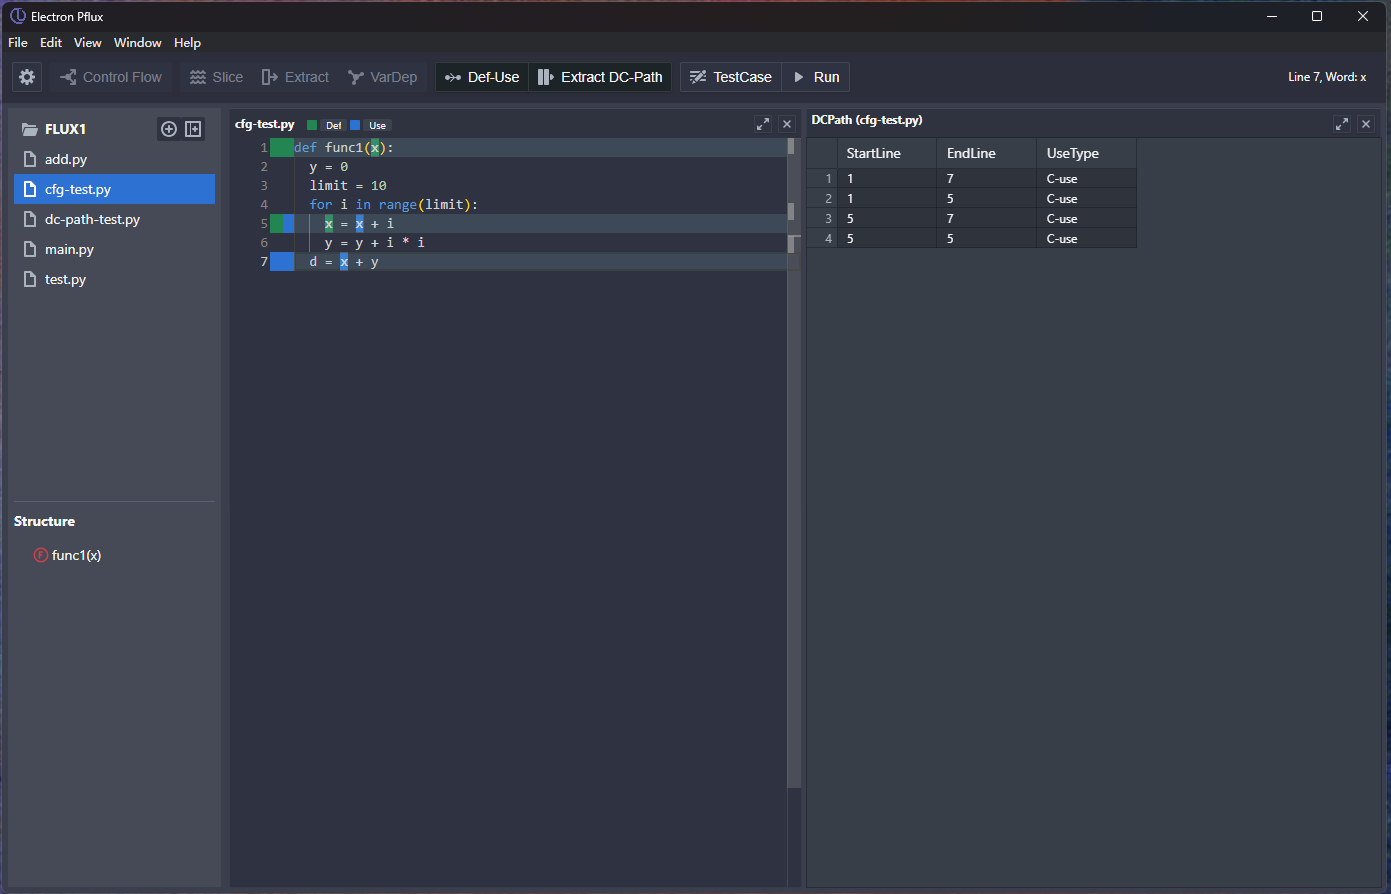 Electron Pflux
File Edit View Window Help
Control Flow Slice Extract VarDep Def-Use Extract DC-Path TestCase Run Line 7, Word: x
FLUX1
add.py
cfg-test.py
dc-path-test.py
main.py
test.py
Structure
F func1(x)
cfg-test.py Def Use
1 def func1(x):
2 y = 0
3 limit = 10
4 for i in range(limit):
5 x = x + i
6 y = y + i * i
7 d = x + y
DCPath (cfg-test.py)
StartLine EndLine UseType
1 1 7 C-use
2 1 5 C-use
3 5 7 C-use
4 5 5 C-use